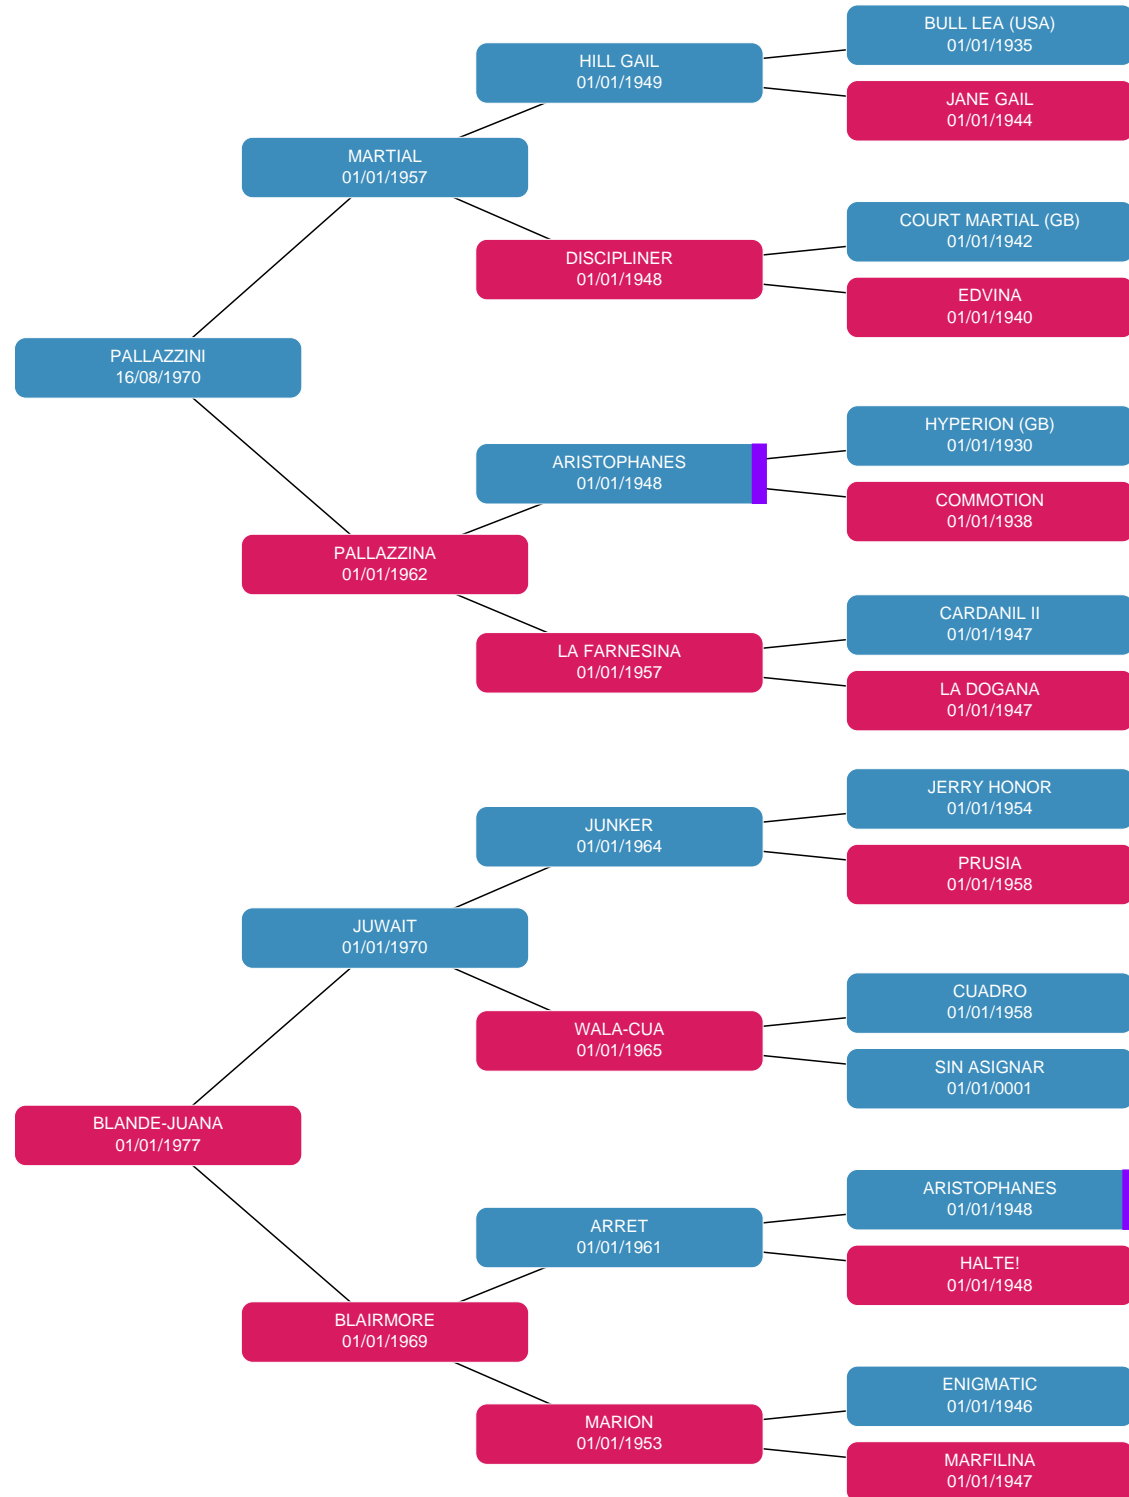 BULL LEA (USA)
01/01/1935
HILL GAIL
01/01/1949
JANE GAIL
01/01/1944
MARTIAL
01/01/1957
COURT MARTIAL (GB)
01/01/1942
DISCIPLINER
01/01/1948
EDVINA
01/01/1940
PALLAZZINI
16/08/1970
HYPERION (GB)
01/01/1930
ARISTOPHANES
01/01/1948
COMMOTION
01/01/1938
PALLAZZINA
01/01/1962
CARDANIL II
01/01/1947
LA FARNESINA
01/01/1957
LA DOGANA
01/01/1947
JERRY HONOR
01/01/1954
JUNKER
01/01/1964
PRUSIA
01/01/1958
JUWAIT
01/01/1970
CUADRO
01/01/1958
WALA-CUA
01/01/1965
SIN ASIGNAR
01/01/0001
BLANDE-JUANA
01/01/1977
ARISTOPHANES
01/01/1948
ARRET
01/01/1961
HALTE!
01/01/1948
BLAIRMORE
01/01/1969
ENIGMATIC
01/01/1946
MARION
01/01/1953
MARFILINA
01/01/1947